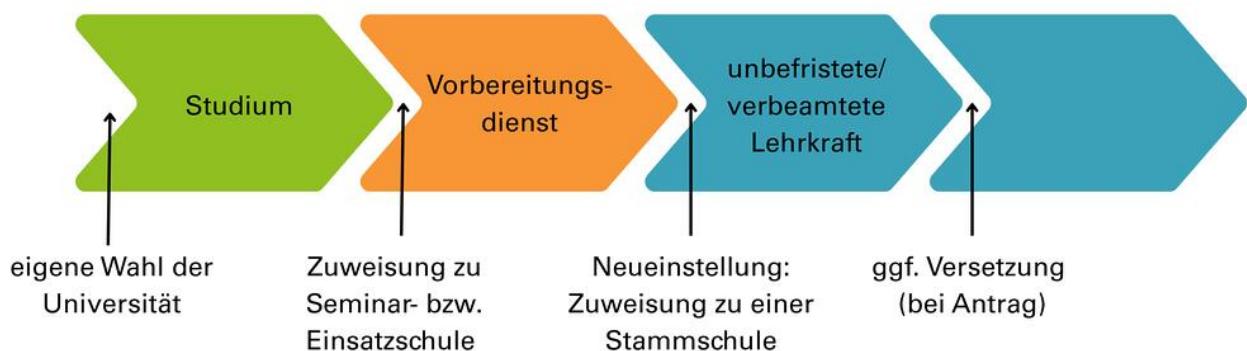 Studium
Vorbereitungs-
dienst
unbefristete/
verbeamtete
Lehrkraft
eigene Wahl der
Universität
Zuweisung zu
Seminar- bzw.
Einsatzschule
Neueinstellung:
Zuweisung zu einer
Stammschule
ggf. Versetzung
(bei Antrag)